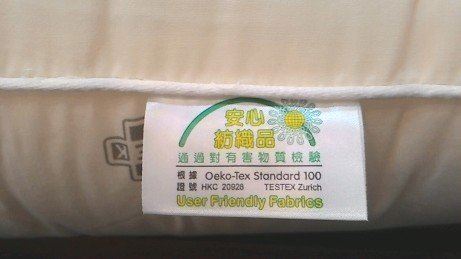 安心
紡織品
通過對有害物質檢驗
根據 Oeko-Tex Standard 100
證號 HKC 20928 TESTEX Zurich
User Friendly Fabrics